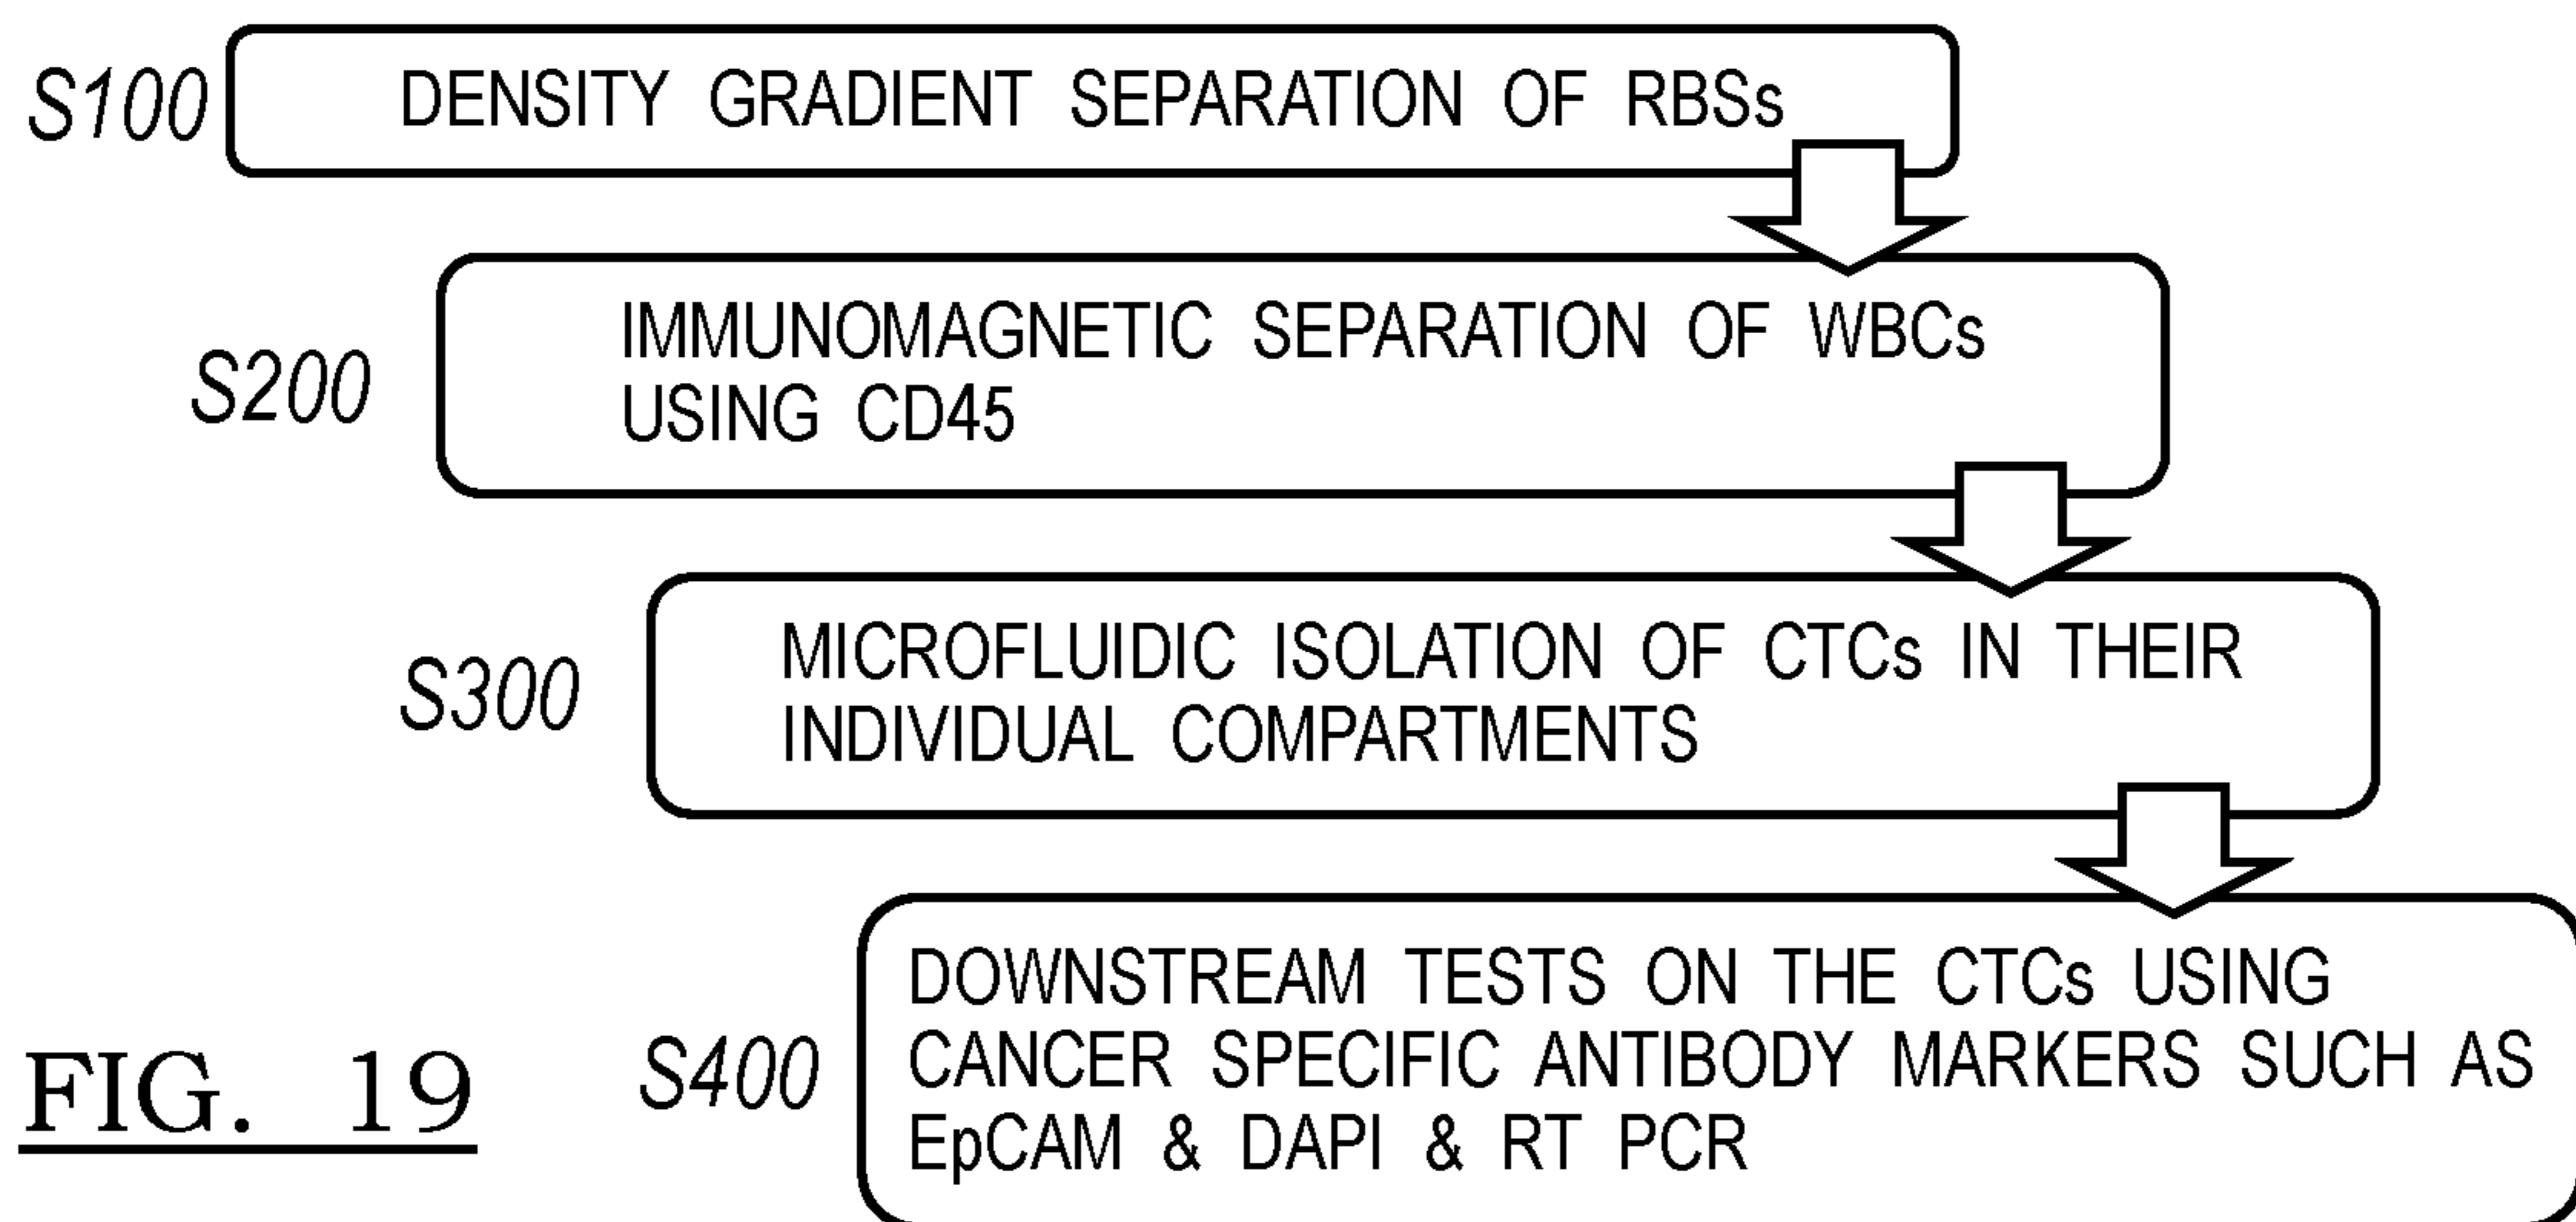 S100
DENSITY GRADIENT SEPARATION OF RBSs
S200
IMMUNOMAGNETIC SEPARATION OF WBCs
USING CD45
S300
MICROFLUIDIC ISOLATION OF CTCs IN THEIR
INDIVIDUAL COMPARTMENTS
S400
DOWNSTREAM TESTS ON THE CTCs USING
CANCER SPECIFIC ANTIBODY MARKERS SUCH AS
EpCAM & DAPI & RT PCR
FIG. 19